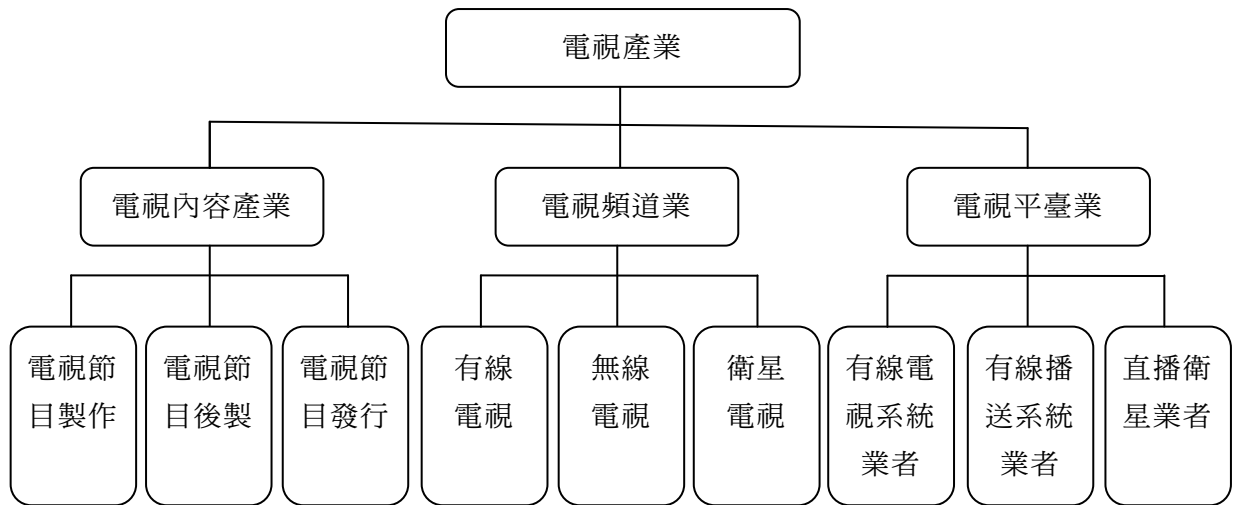 電視產業
電視內容產業
電視頻道業
電視平臺業
電視節
目製作
電視節
目後製
電視節
目發行
有線
電視
無線
電視
衛星
電視
有線電
視系統
業者
有線播
送系統
業者
直播衛
星業者